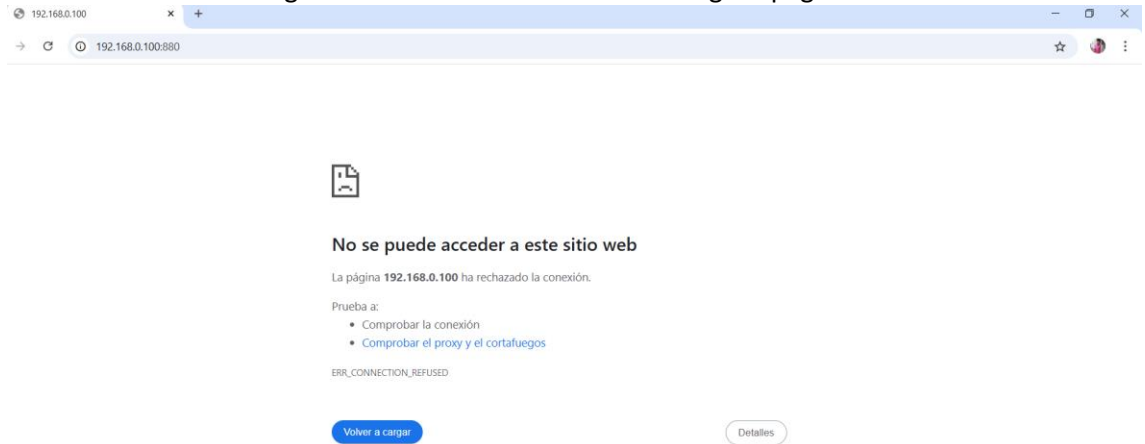 192.168.0.100
192.168.0.100:880
No se puede acceder a este sitio web
La página 192.168.0.100 ha rechazado la conexión.
Prueba a:
Comprobar la conexión
Comprobar el proxy y el cortafuegos
ERR_CONNECTION_REFUSED
Volver a cargar
Detalles